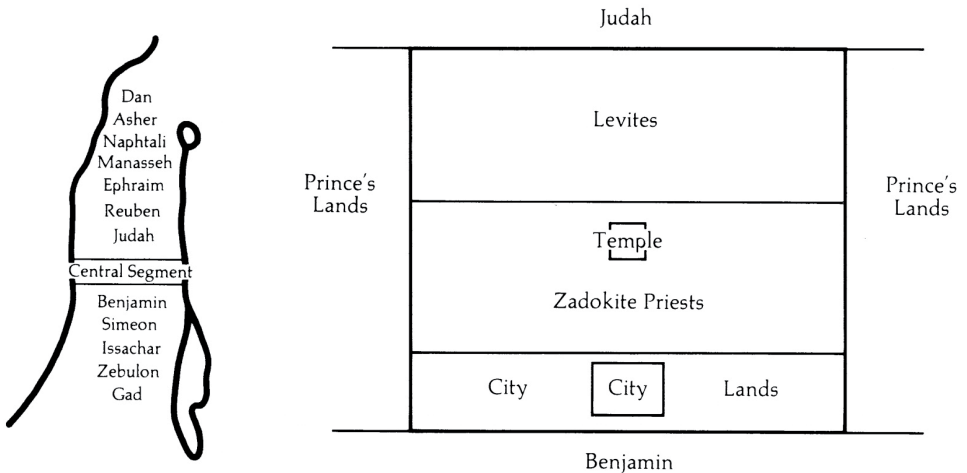 Dan
Asher
Naphtali
Manasseh
Ephraim
Reuben
Judah
Central Segment
Benjamin
Simeon
Issachar
Zebulon
Gad
Judah
Levites
Prince's
Lands
Prince's
Lands
Temple
Zadokite Priests
City
City
Lands
Benjamin